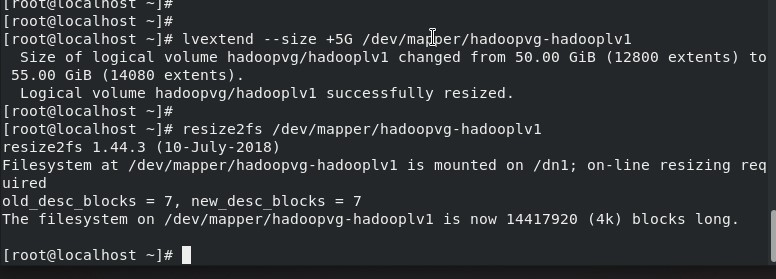 [root@localhost ~]#
[root@localhost ~]#
[root@localhost ~]# lvextend --size +5G /dev/mapper/hadoopvg-hadooplv1
  Size of logical volume hadoopvg/hadooplv1 changed from 50.00 GiB (12800 extents) to
 55.00 GiB (14080 extents).
  Logical volume hadoopvg/hadooplv1 successfully resized.
[root@localhost ~]#
[root@localhost ~]# resize2fs /dev/mapper/hadoopvg-hadooplv1
resize2fs 1.44.3 (10-July-2018)
Filesystem at /dev/mapper/hadoopvg-hadooplv1 is mounted on /dn1; on-line resizing req
uired
old_desc_blocks = 7, new_desc_blocks = 7
The filesystem on /dev/mapper/hadoopvg-hadooplv1 is now 14417920 (4k) blocks long.

[root@localhost ~]#